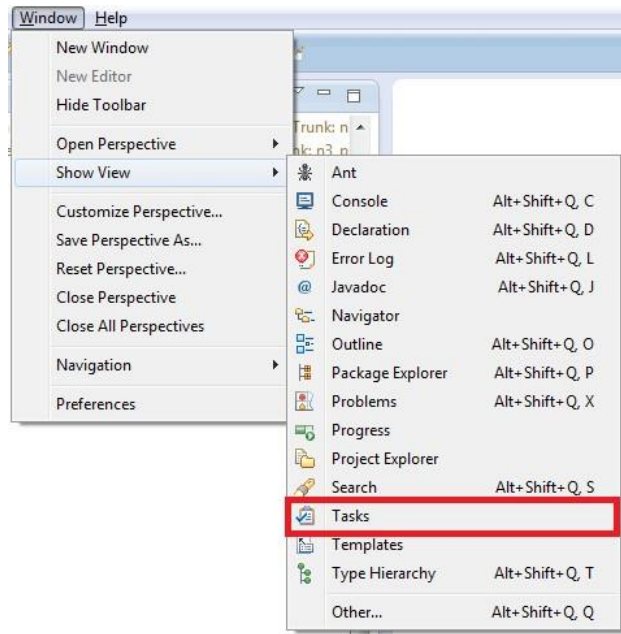 Window Help
New Window
New Editor
Hide Toolbar
Trunk: n
Open Perspective
nk: n3
Show View
Ant
Console Alt+Shift+Q, C
Customize Perspective...
Declaration Alt+Shift+Q, D
Save Perspective As...
Error Log Alt+Shift+Q, L
Reset Perspective...
Javadoc Alt+Shift+Q, J
Close Perspective
Navigator
Close All Perspectives
Outline Alt+Shift+Q, O
Navigation
Package Explorer Alt+Shift+Q, P
Preferences
Problems Alt+Shift+Q, X
Progress
Project Explorer
Search Alt+Shift+Q, S
Tasks
Templates
Type Hierarchy Alt+Shift+Q, T
Other... Alt+Shift+Q, Q